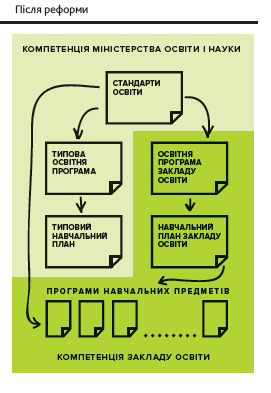 Після реформи
КОМПЕТЕНЦІЯ МІНІСТЕРСТВА ОСВІТИ І НАУКИ
СТАНДАРТИ
ОСВІТИ
ТИПОВА
ОСВІТНЯ
ПРОГРАМА
ОСВІТНЯ
ПРОГРАМА
ЗАКЛАДУ
ОСВІТИ
ТИПОВИЙ
НАВЧАЛЬНИЙ
ПЛАН
НАВЧАЛЬНИЙ
ПЛАН ЗАКЛАДУ
ОСВІТИ
ПРОГРАМИ НАВЧАЛЬНИХ ПРЕДМЕТІВ
КОМПЕТЕНЦІЯ ЗАКЛАДУ ОСВІТИ